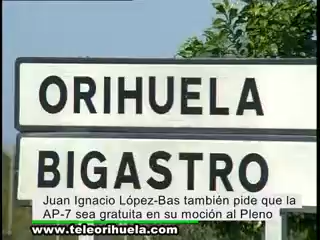 ORIHUELA
BIGASTRO
Juan Ignacio López-Bas también pide que la
AP-7 sea gratuita en su moción al Pleno
www.teleorihuela.com